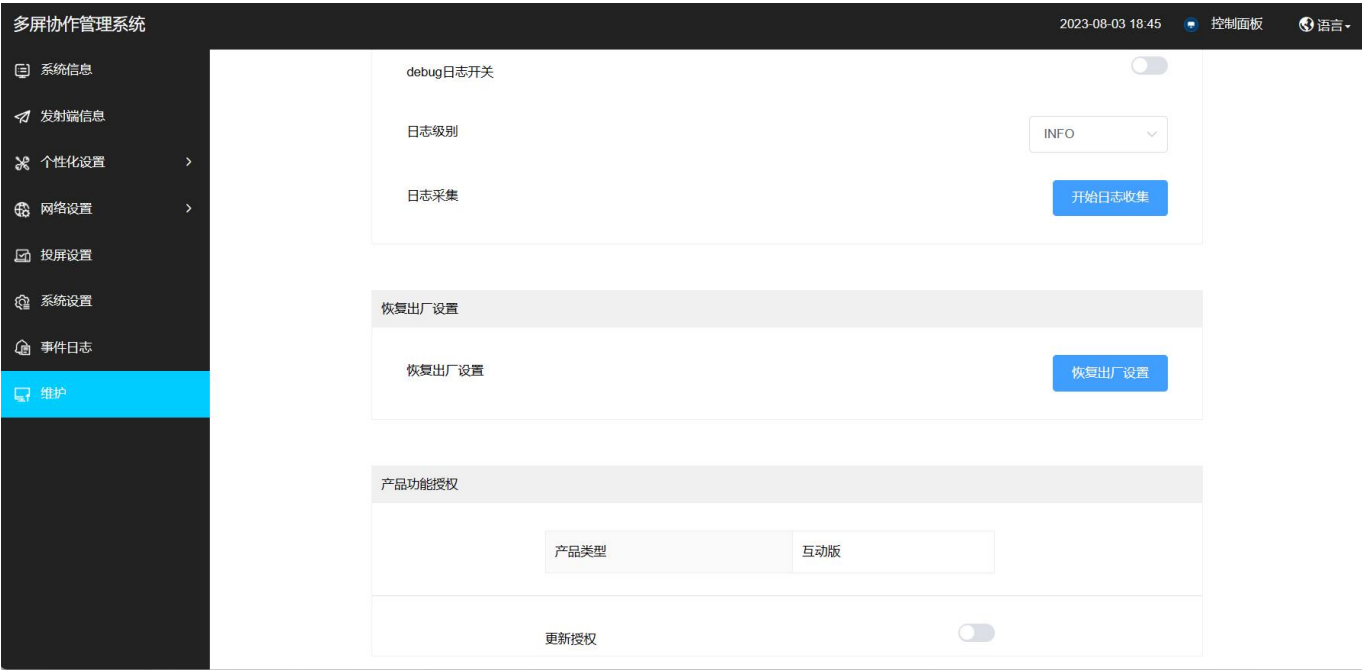 多屏协作管理系统
2023-08-03 18:45 控制面板 语言
系统信息
发射端信息
个性化设置
网络设置
投屏设置
系统设置
事件日志
维护
debug日志开关
日志级别 INFO
日志采集 开始日志收集
恢复出厂设置
恢复出厂设置 恢复出厂设置
产品功能授权
产品类型 互动版
更新授权